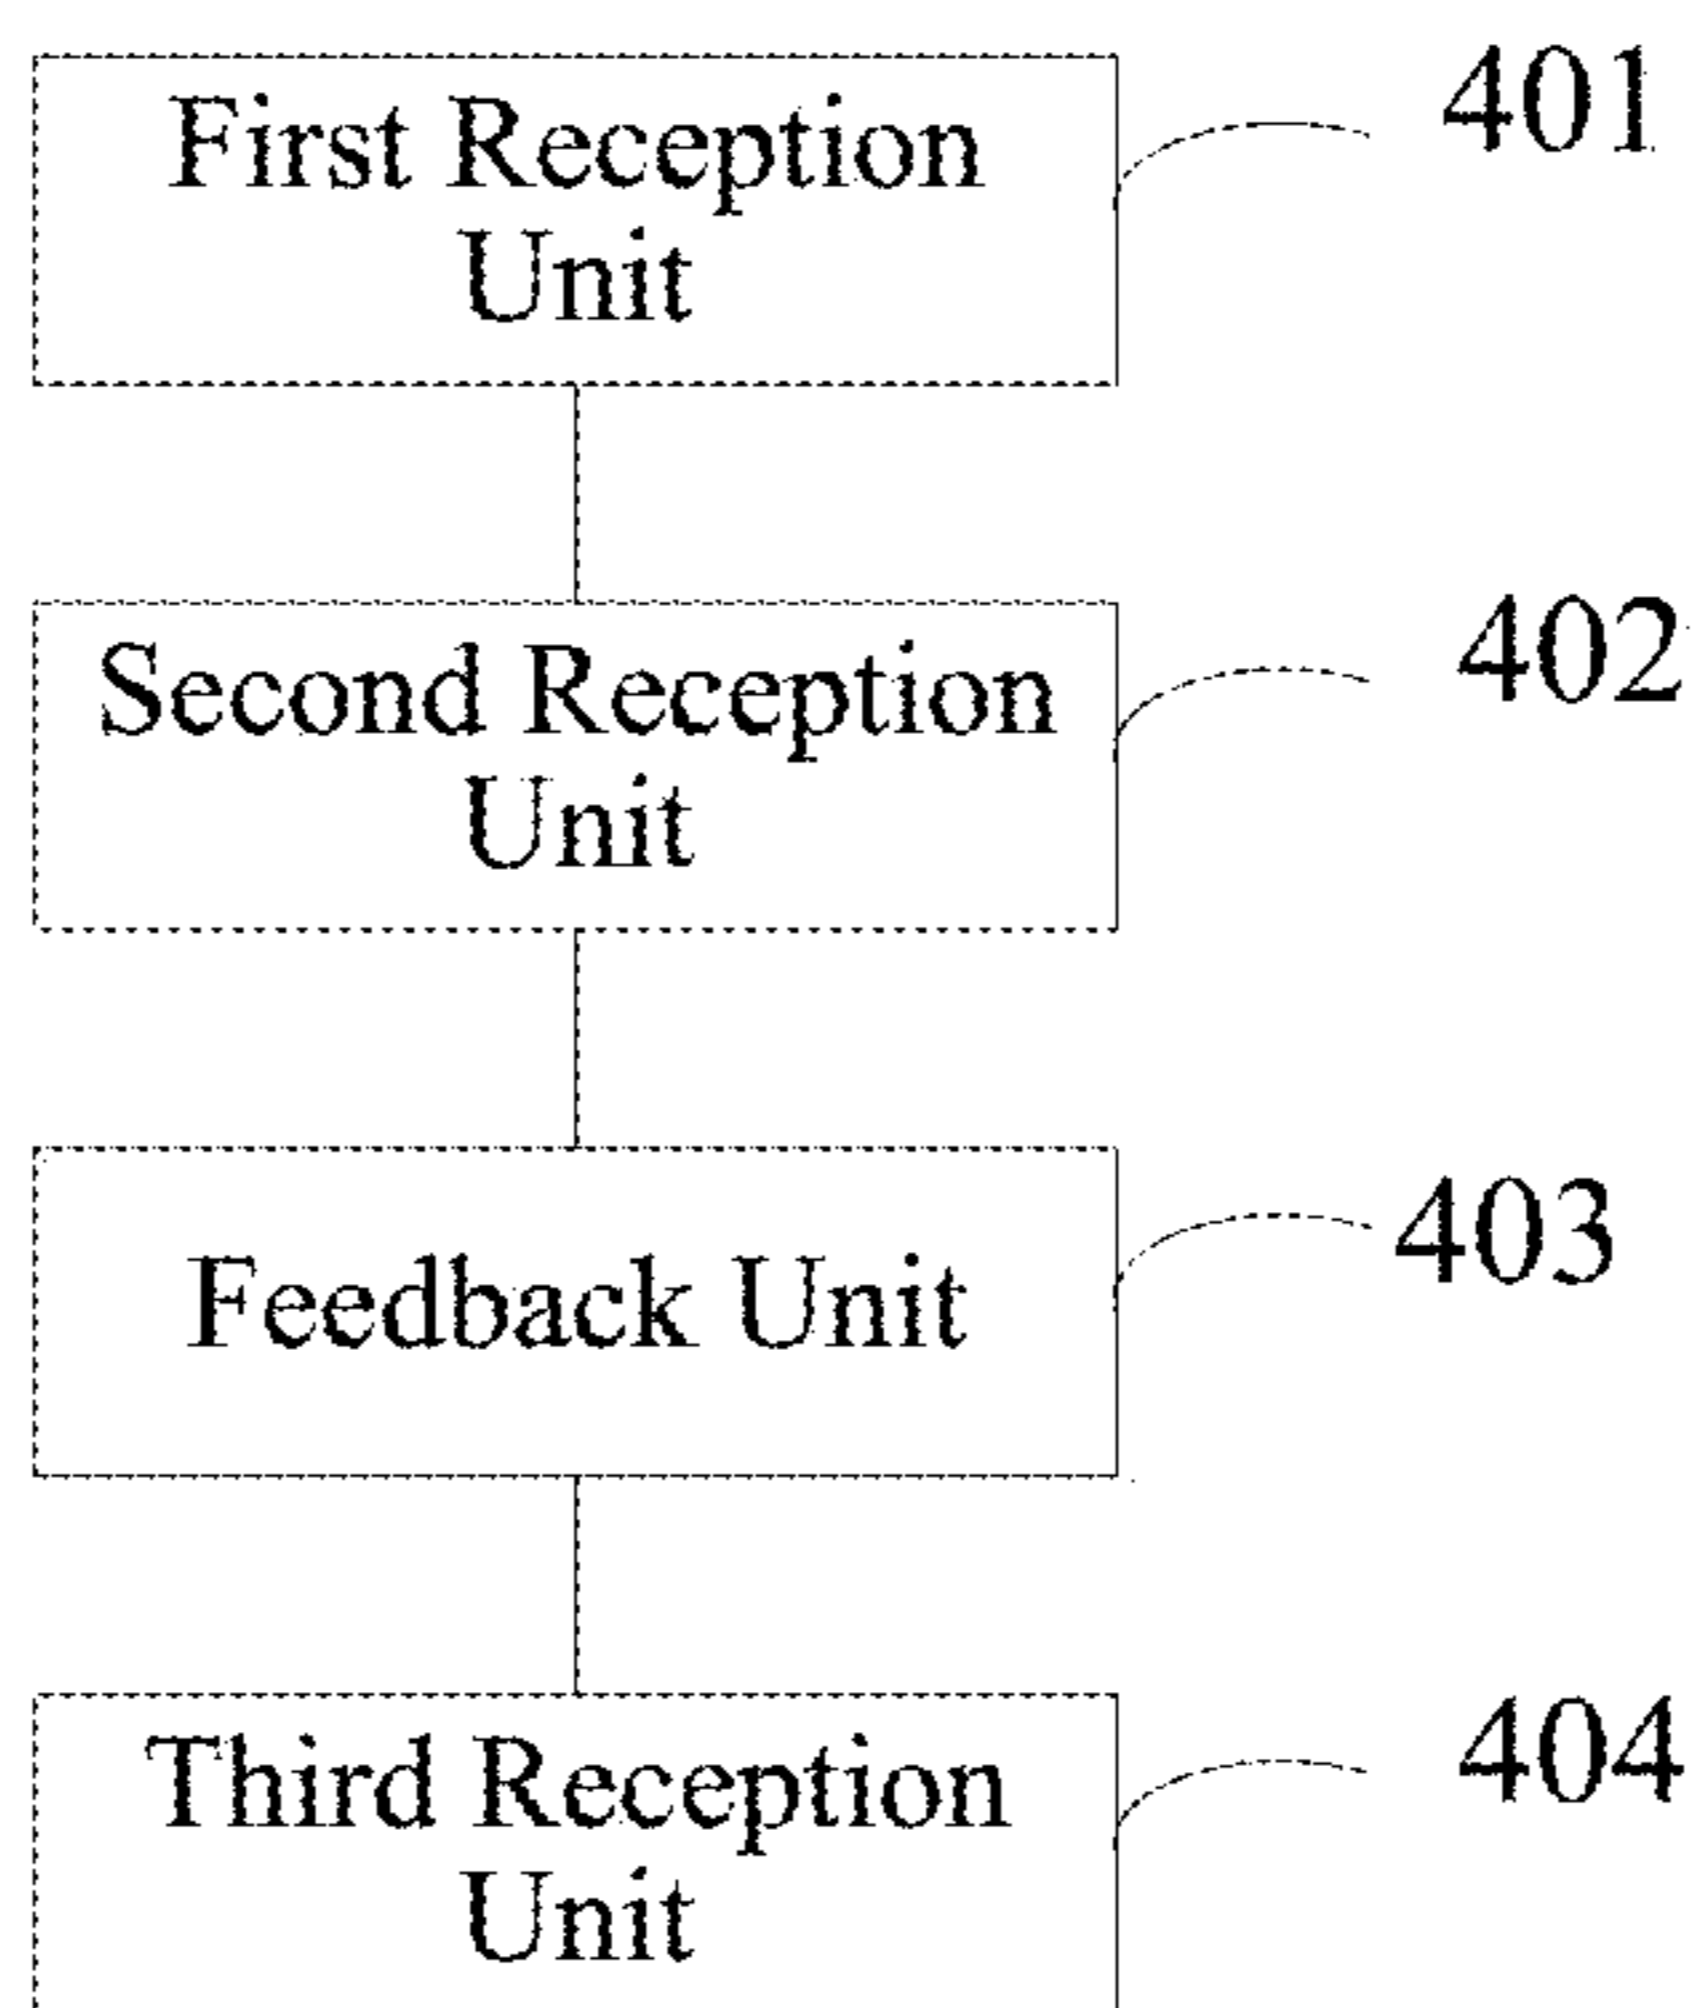 First Reception
Unit
401
Second Reception
Unit
402
Feedback Unit
403
Third Reception
Unit
404